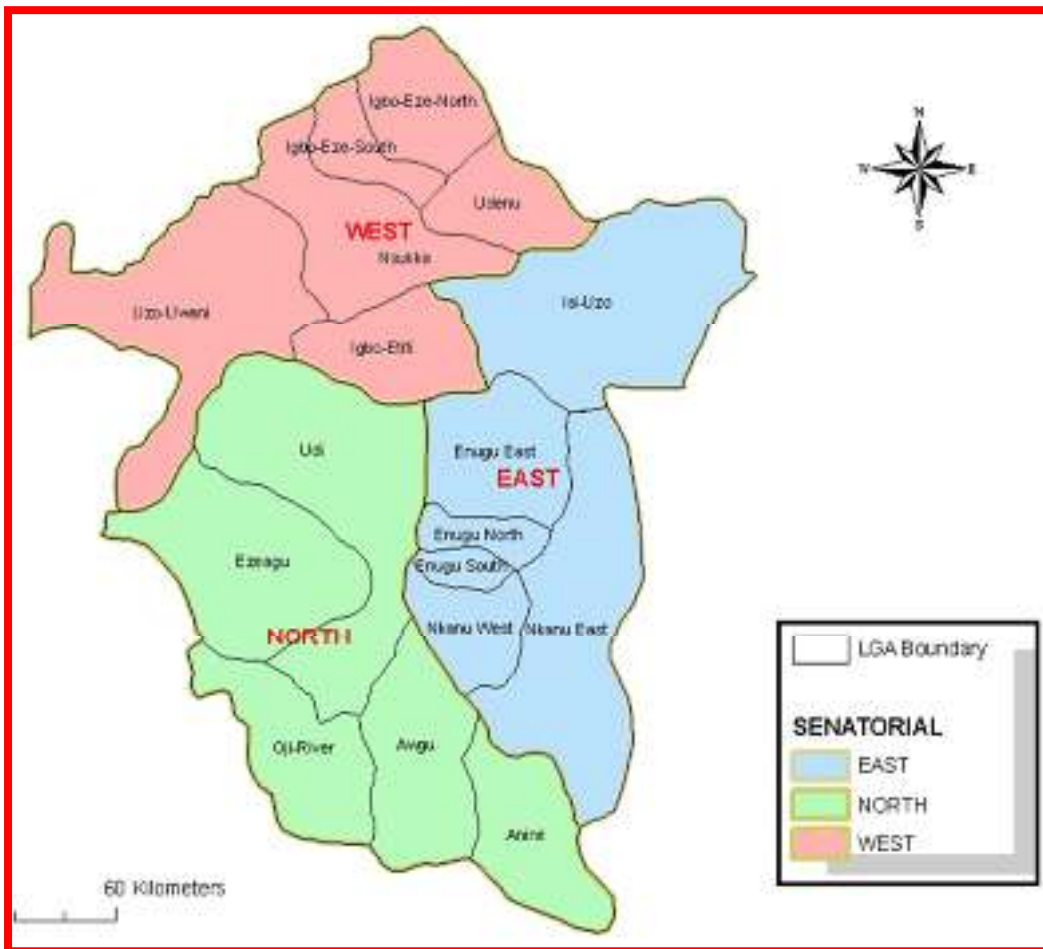 Igbo-Eze-North
Igbo-Eze-South
Udenu
WEST
Nsukka
Isi-Uzo
Uzo-Uwani
Igbo-Etiti
Udi
Enugu East
EAST
Enugu North
Enugu South
Ezeagu
NORTH
Nkanu West
Nkanu East
Oji-River
Awgu
Aninri
N
W
E
S
LGA Boundary
SENATORIAL
EAST
NORTH
WEST
60 Kilometers